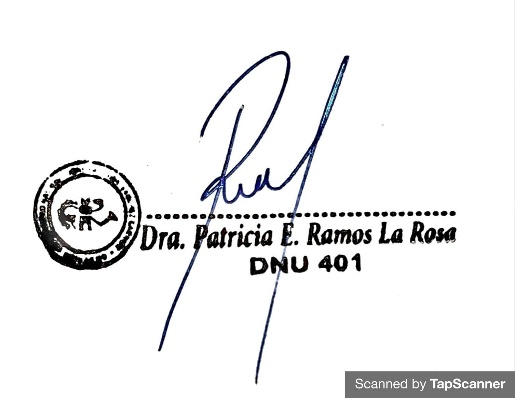 Dra. Patricia E. Ramos La Rosa
DNU 401
Scanned by TapScanner